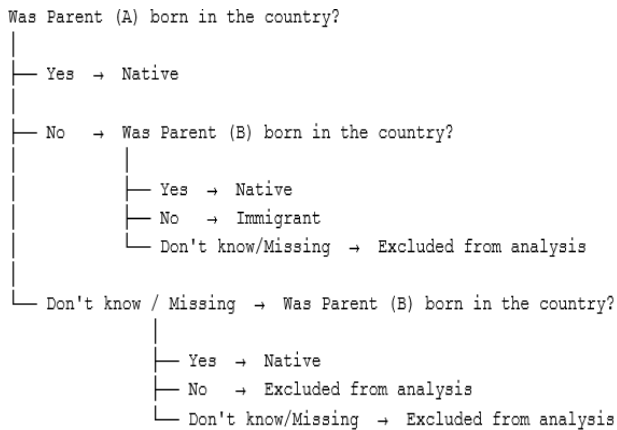 Was Parent (A) born in the country?
Yes → Native
No → Was Parent (B) born in the country?
Yes → Native
No → Immigrant
Don't know/Missing → Excluded from analysis
Don't know / Missing → Was Parent (B) born in the country?
Yes → Native
No → Excluded from analysis
Don't know/Missing → Excluded from analysis